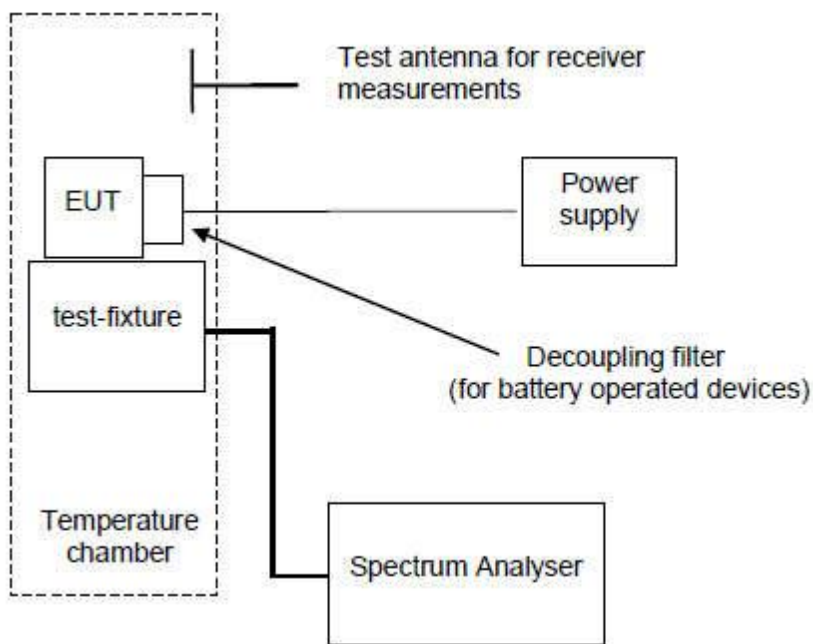 Test antenna for receiver
measurements
EUT
Power
supply
test-fixture
Decoupling filter
(for battery operated devices)
Temperature
chamber
Spectrum Analyser